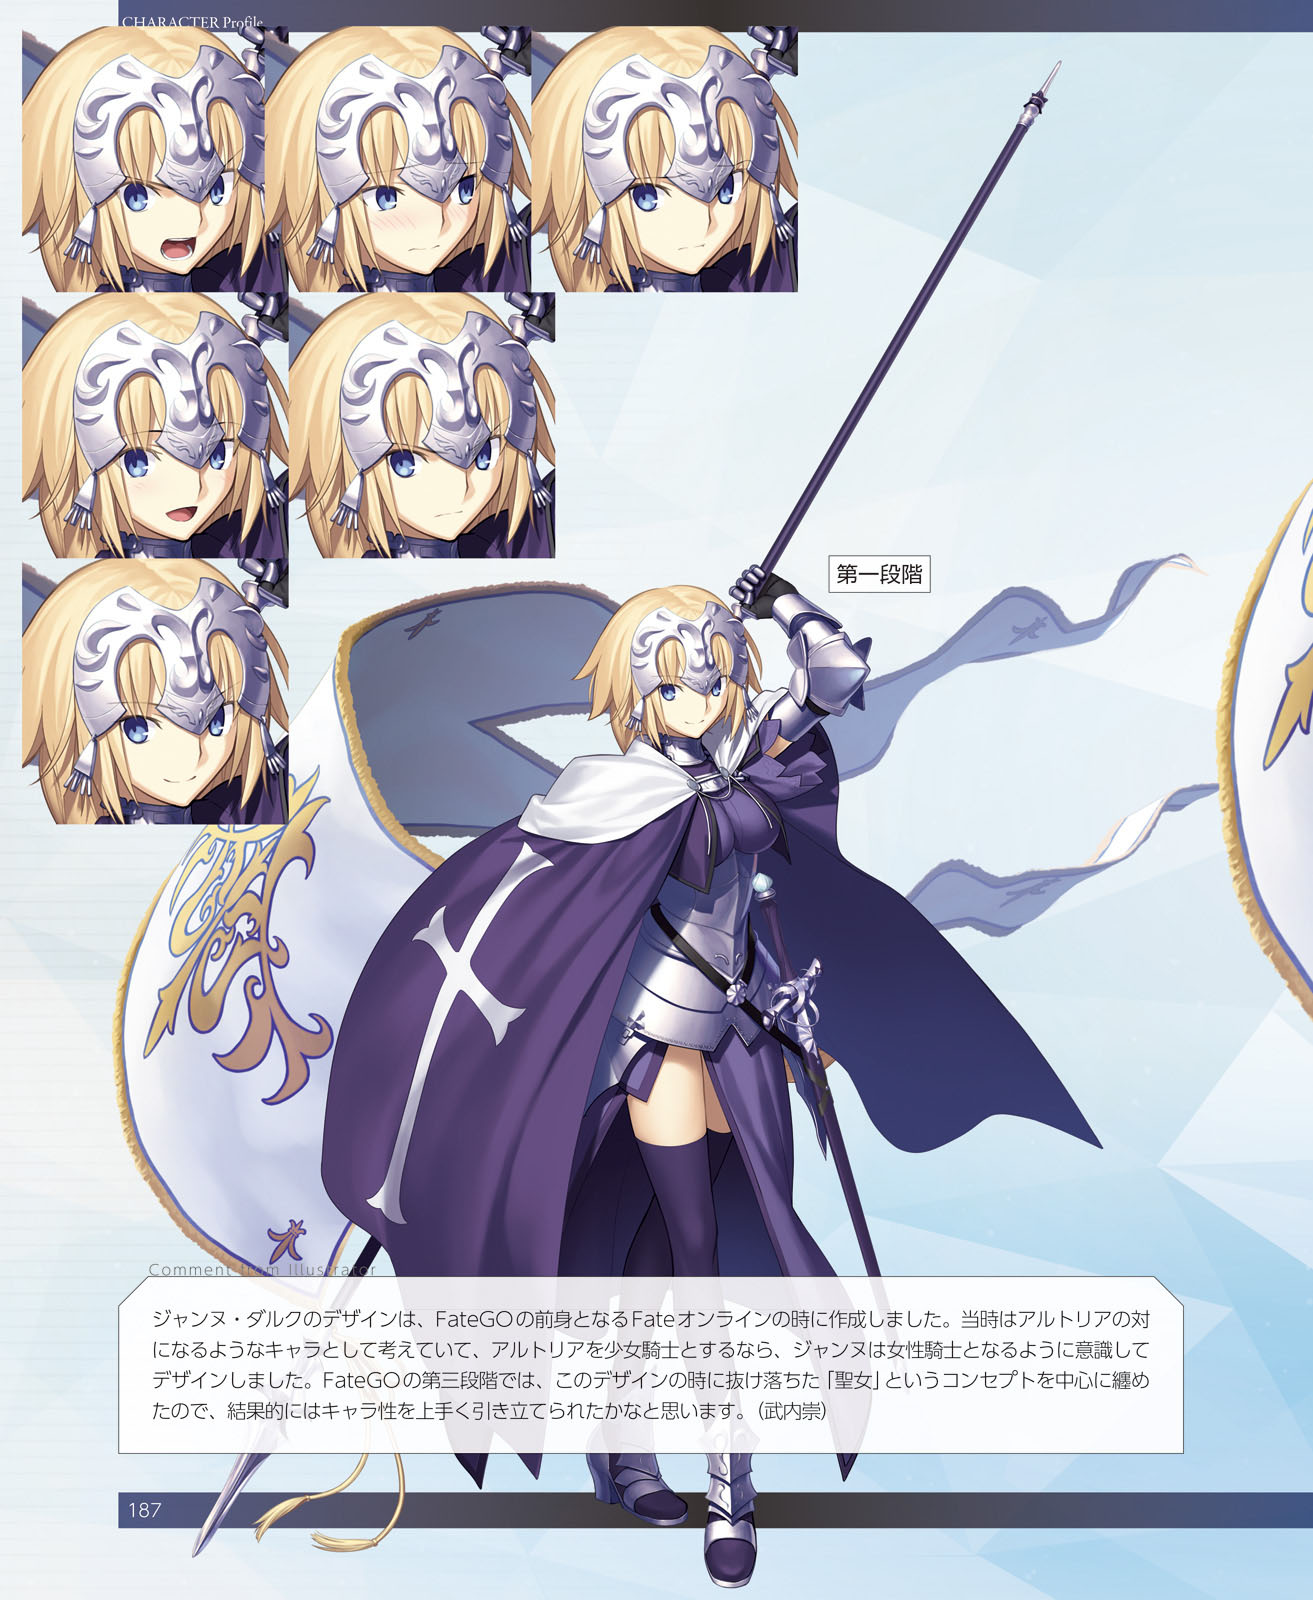 CHARACTER Profile
第一段階
Comment from Illustrator
ジャンヌ・ダルクのデザインは、FateGOの前身となるFateオンラインの時に作成しました。当時はアルトリアの対
になるようなキャラとして考えていて、アルトリアを少女騎士とするなら、ジャンヌは女性騎士となるように意識して
デザインしました。FateGOの第三段階では、このデザインの時に抜け落ちた「聖女」というコンセプトを中心に纏め
たので、結果的にはキャラ性を上手く引き立てられたかなと思います。（武内崇）
187